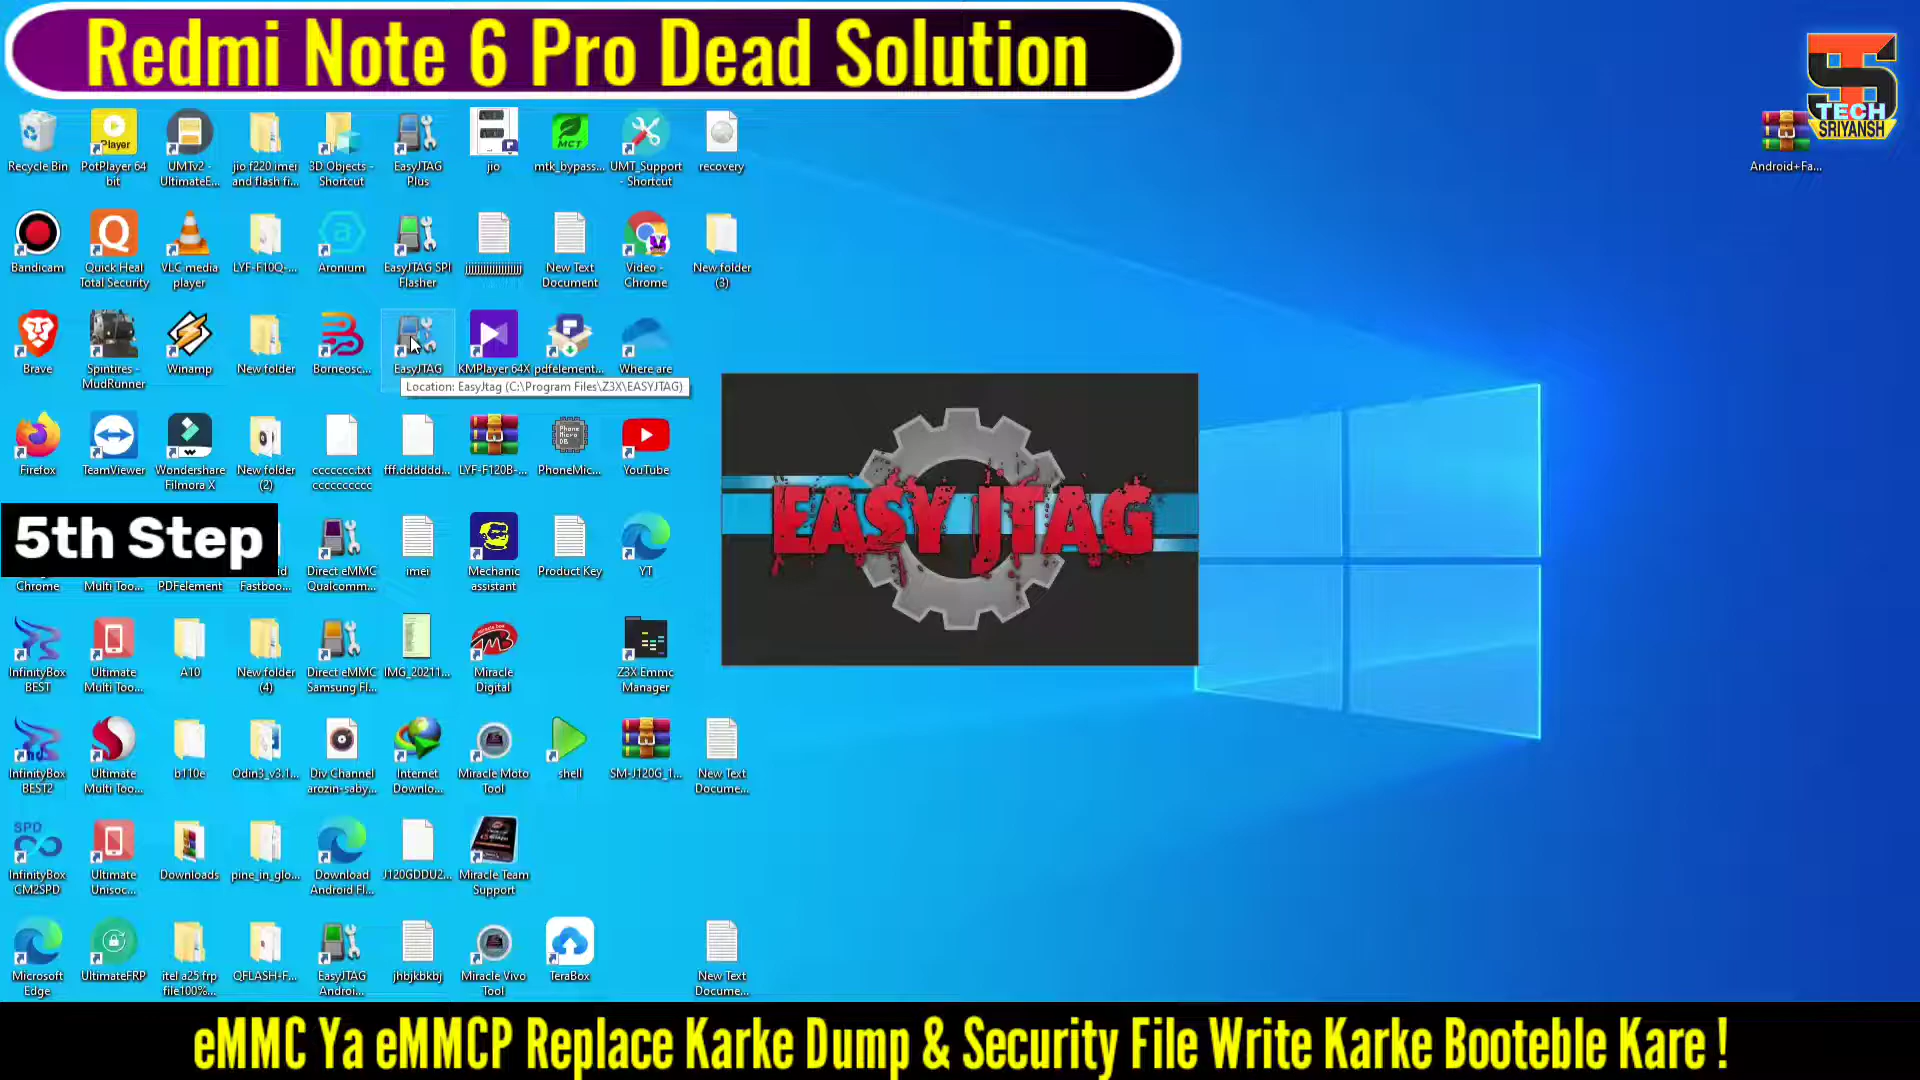 Redmi Note 6 Pro Dead Solution
TECH
SRIYANSH
Android+Fa...
Recycle Bin
Player
PotPlayer 64
bit
UMTv2 -
UltimateE...
jio f220 imei
and flash fi...
3D Objects -
Shortcut
EasyJTAG
Plus
jio
MCT
mtk_bypass...
UMT_Support
- Shortcut
recovery
Bandicam
Quick Heal
Total Security
VLC media
player
LYF-F10Q-...
Aronium
EasyJTAG SPI
Flasher
New Text
Document
Video -
Chrome
New folder
(3)
Brave
Spintires -
MudRunner
Winamp
New folder
Borneosc...
EasyJTAG
KMPlayer 64X
pdfelement...
Where are
Location: EasyJtag (C:\Program Files\Z3X\EASYJTAG)
Firefox
TeamViewer
Wondershare
Filmora X
New folder
(2)
ccccccc.txt
fff.dddddd...
LYF-F120B-...
Phone
Micro
DB
PhoneMic...
YouTube
EASY JTAG
5th Step
Chrome
Multi Too...
PDFelement
Fastboo...
Direct eMMC
Qualcomm...
imei
Mechanic
assistant
Product Key
YT
InfinityBox
BEST
Ultimate
Multi Too...
A10
New folder
(4)
Direct eMMC
Samsung Fl...
IMG_20211...
Miracle
Digital
Z3X Emmc
Manager
InfinityBox
BEST2
Ultimate
Multi Too...
b110e
Odin3_v3.1...
Div Channel
arozin-saby...
Internet
Downlo...
Miracle Moto
Tool
shell
SM-J120G_1...
New Text
Docume...
SPD
InfinityBox
CM2SPD
Ultimate
Unisoc...
Downloads
pine_in_glo...
Download
Android Fl...
J120GDDU2...
Miracle Team
Support
Microsoft
Edge
UltimateFRP
itel a25 frp
file100%...
QFLASH-F...
EasyJTAG
Androi...
jhbjkbkbj
Miracle Vivo
Tool
TeraBox
New Text
Docume...
eMMC Ya eMMCP Replace Karke Dump & Security File Write Karke Booteble Kare !